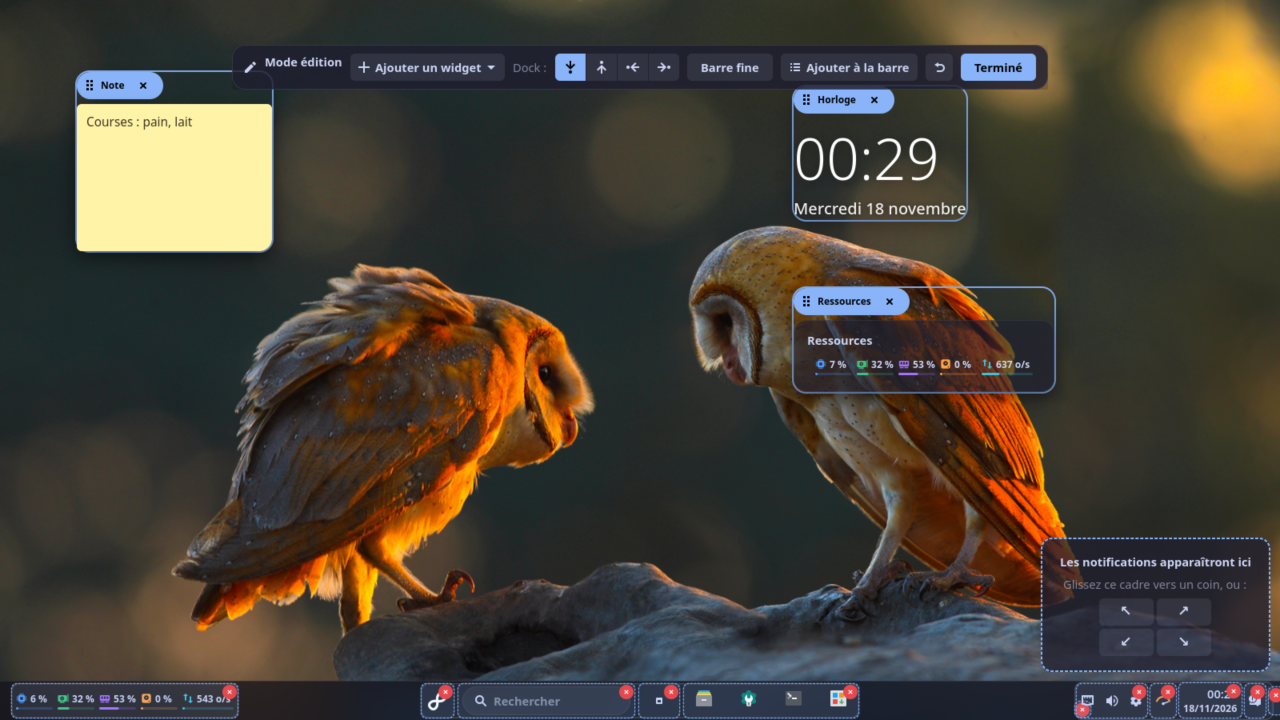 Mode édition
Ajouter un widget
Dock :
Barre fine
Ajouter à la barre
Terminé
Note
Courses : pain, lait
Horloge
00:29
Mercredi 18 novembre
Ressources
Ressources
7 % 32 % 53 % 0 % 637 o/s
Les notifications apparaîtront ici
Glissez ce cadre vers un coin, ou :
6 % 32 % 53 % 0 % 543 o/s
Rechercher
18/11/2026